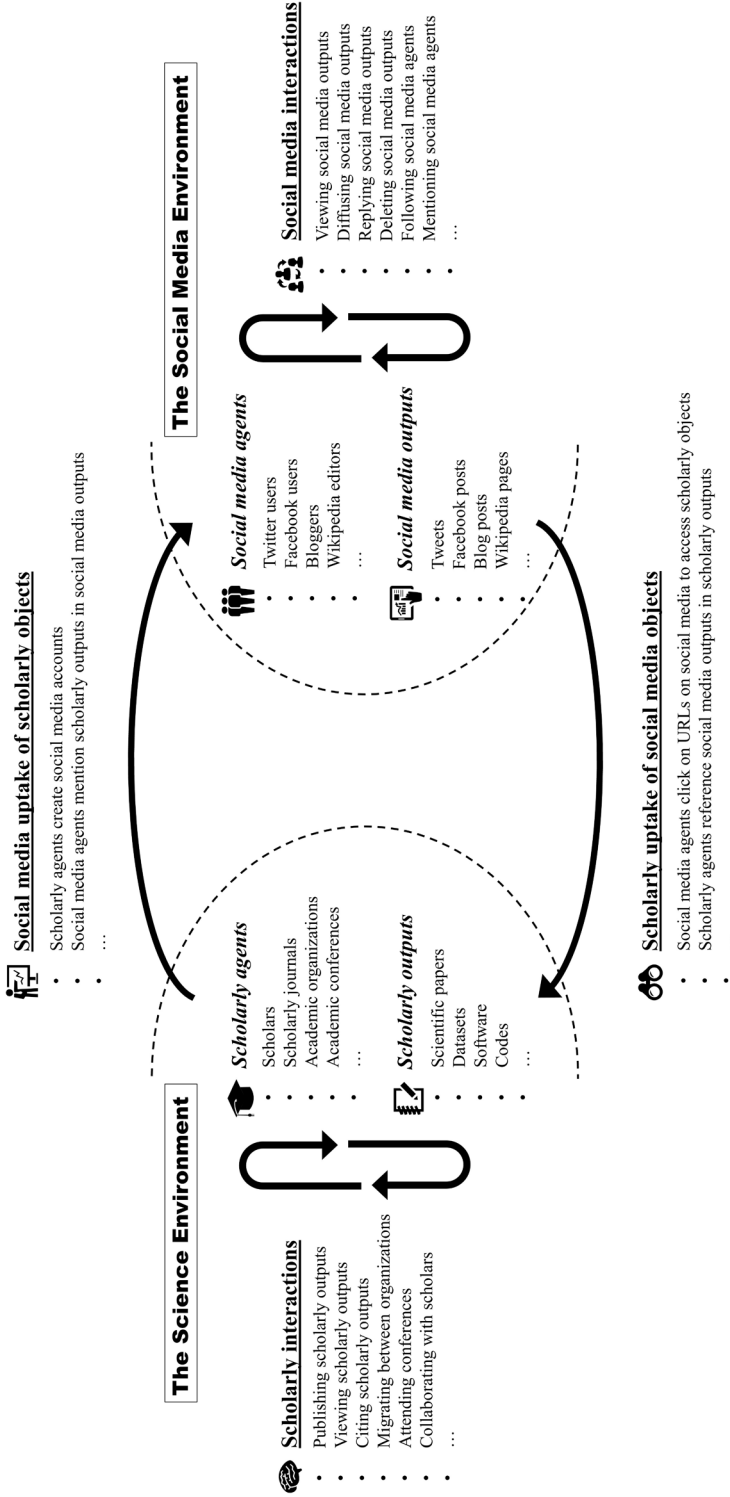 Social media uptake of scholarly objects
• Scholarly agents create social media accounts
• Social media agents mention scholarly outputs in social media outputs
• …
The Science Environment
The Social Media Environment
Scholarly interactions
• Publishing scholarly outputs
• Viewing scholarly outputs
• Citing scholarly outputs
• Migrating between organizations
• Attending conferences
• Collaborating with scholars
• …
Scholarly agents
• Scholars
• Scholarly journals
• Academic organizations
• Academic conferences
• …
Scholarly outputs
• Scientific papers
• Datasets
• Software
• Codes
• …
Social media agents
• Twitter users
• Facebook users
• Bloggers
• Wikipedia editors
• …
Social media outputs
• Tweets
• Facebook posts
• Blog posts
• Wikipedia pages
• …
Social media interactions
• Viewing social media outputs
• Diffusing social media outputs
• Replying social media outputs
• Deleting social media outputs
• Following social media agents
• Mentioning social media agents
• …
Scholarly uptake of social media objects
• Social media agents click on URLs on social media to access scholarly objects
• Scholarly agents reference social media outputs in scholarly outputs
• …